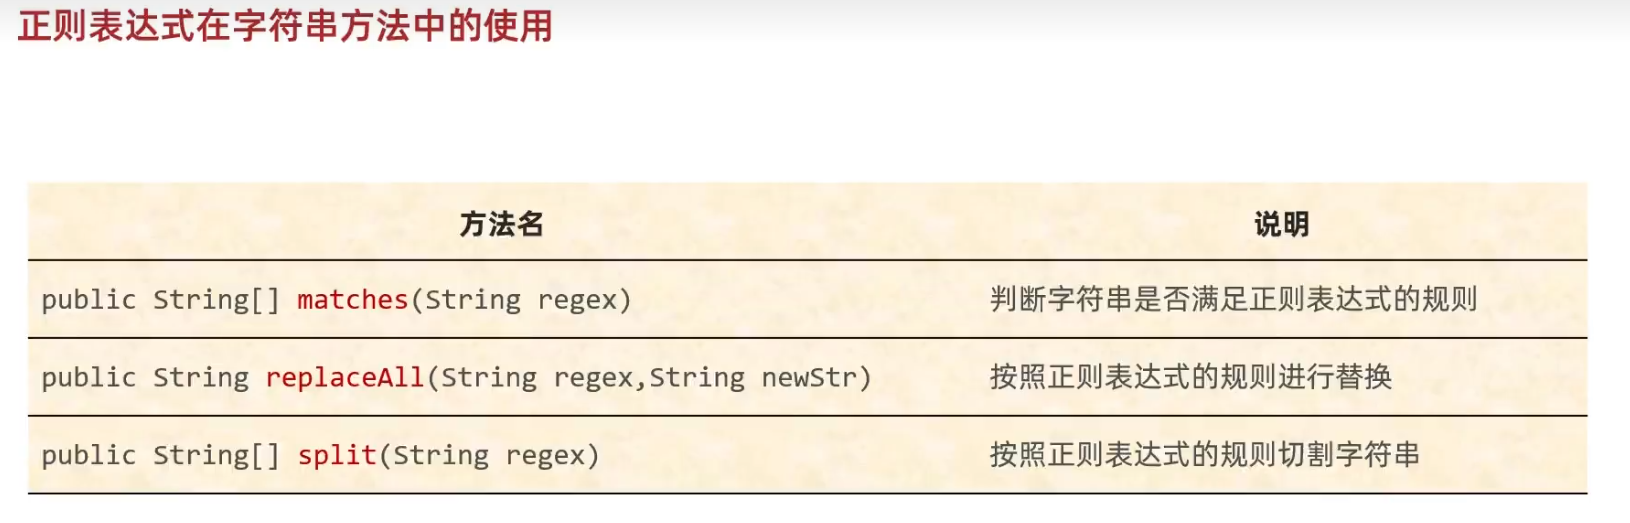 正则表达式在字符串方法中的使用
方法名 说明
public String[] matches(String regex) 判断字符串是否满足正则表达式的规则
public String replaceAll(String regex,String newStr) 按照正则表达式的规则进行替换
public String[] split(String regex) 按照正则表达式的规则切割字符串